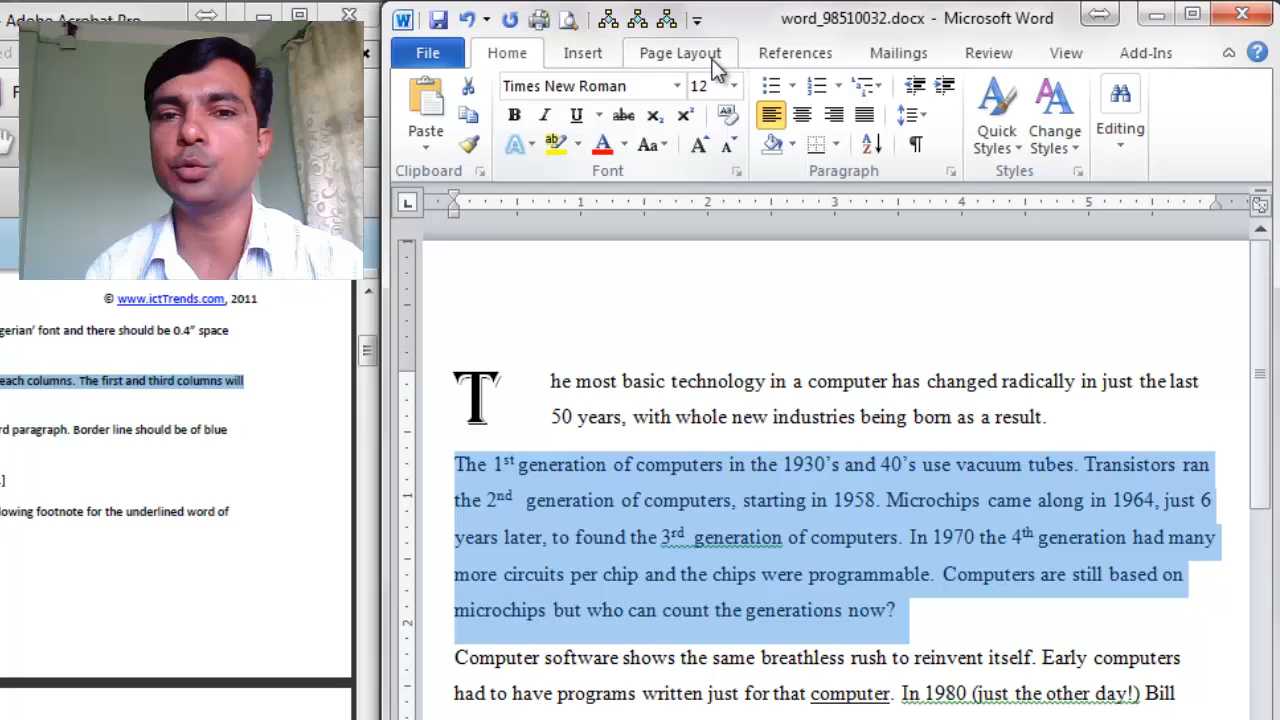 Adobe Acrobat Pro
word_98510032.docx - Microsoft Word
File Home Insert Page Layout References Mailings Review View Add-Ins
Times New Roman 12
Paste
Quick Styles
Change Styles
Editing
Clipboard Font Paragraph Styles
1 2 3 4 5
© www.ictTrends.com, 2011
gerian' font and there should be 0.4" space
each columns. The first and third columns will
rd paragraph. Border line should be of blue
lowing footnote for the underlined word of
The most basic technology in a computer has changed radically in just the last
50 years, with whole new industries being born as a result.
The 1st generation of computers in the 1930's and 40's use vacuum tubes. Transistors ran
the 2nd generation of computers, starting in 1958. Microchips came along in 1964, just 6
years later, to found the 3rd generation of computers. In 1970 the 4th generation had many
more circuits per chip and the chips were programmable. Computers are still based on
microchips but who can count the generations now?
Computer software shows the same breathless rush to reinvent itself. Early computers
had to have programs written just for that computer. In 1980 (just the other day!) Bill